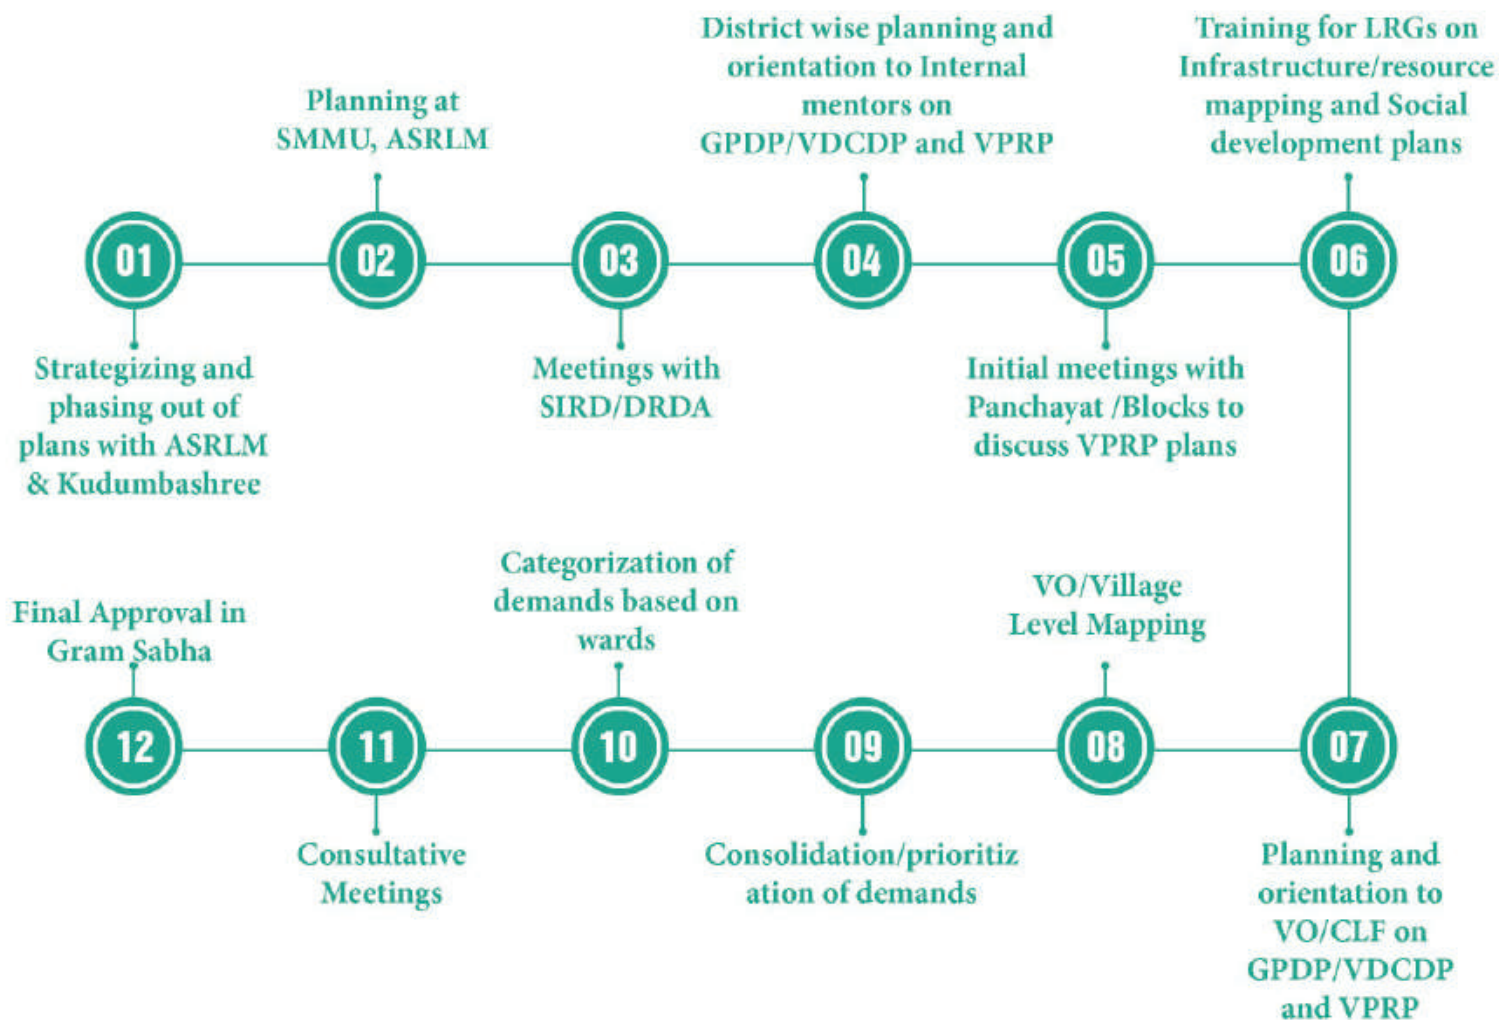 01
Strategizing and
phasing out of
plans with ASRLM
& Kudumbashree
Planning at
SMMU, ASRLM
02
03
Meetings with
SIRD/DRDA
District wise planning and
orientation to Internal
mentors on
GPDP/VDCDP and VPRP
04
05
Initial meetings with
Panchayat /Blocks to
discuss VPRP plans
Training for LRGs on
Infrastructure/resource
mapping and Social
development plans
06
07
Planning and
orientation to
VO/CLF on
GPDP/VDCDP
and VPRP
VO/Village
Level Mapping
08
09
Consolidation/prioritiz
ation of demands
Categorization of
demands based on
wards
10
11
Consultative
Meetings
Final Approval in
Gram Sabha
12